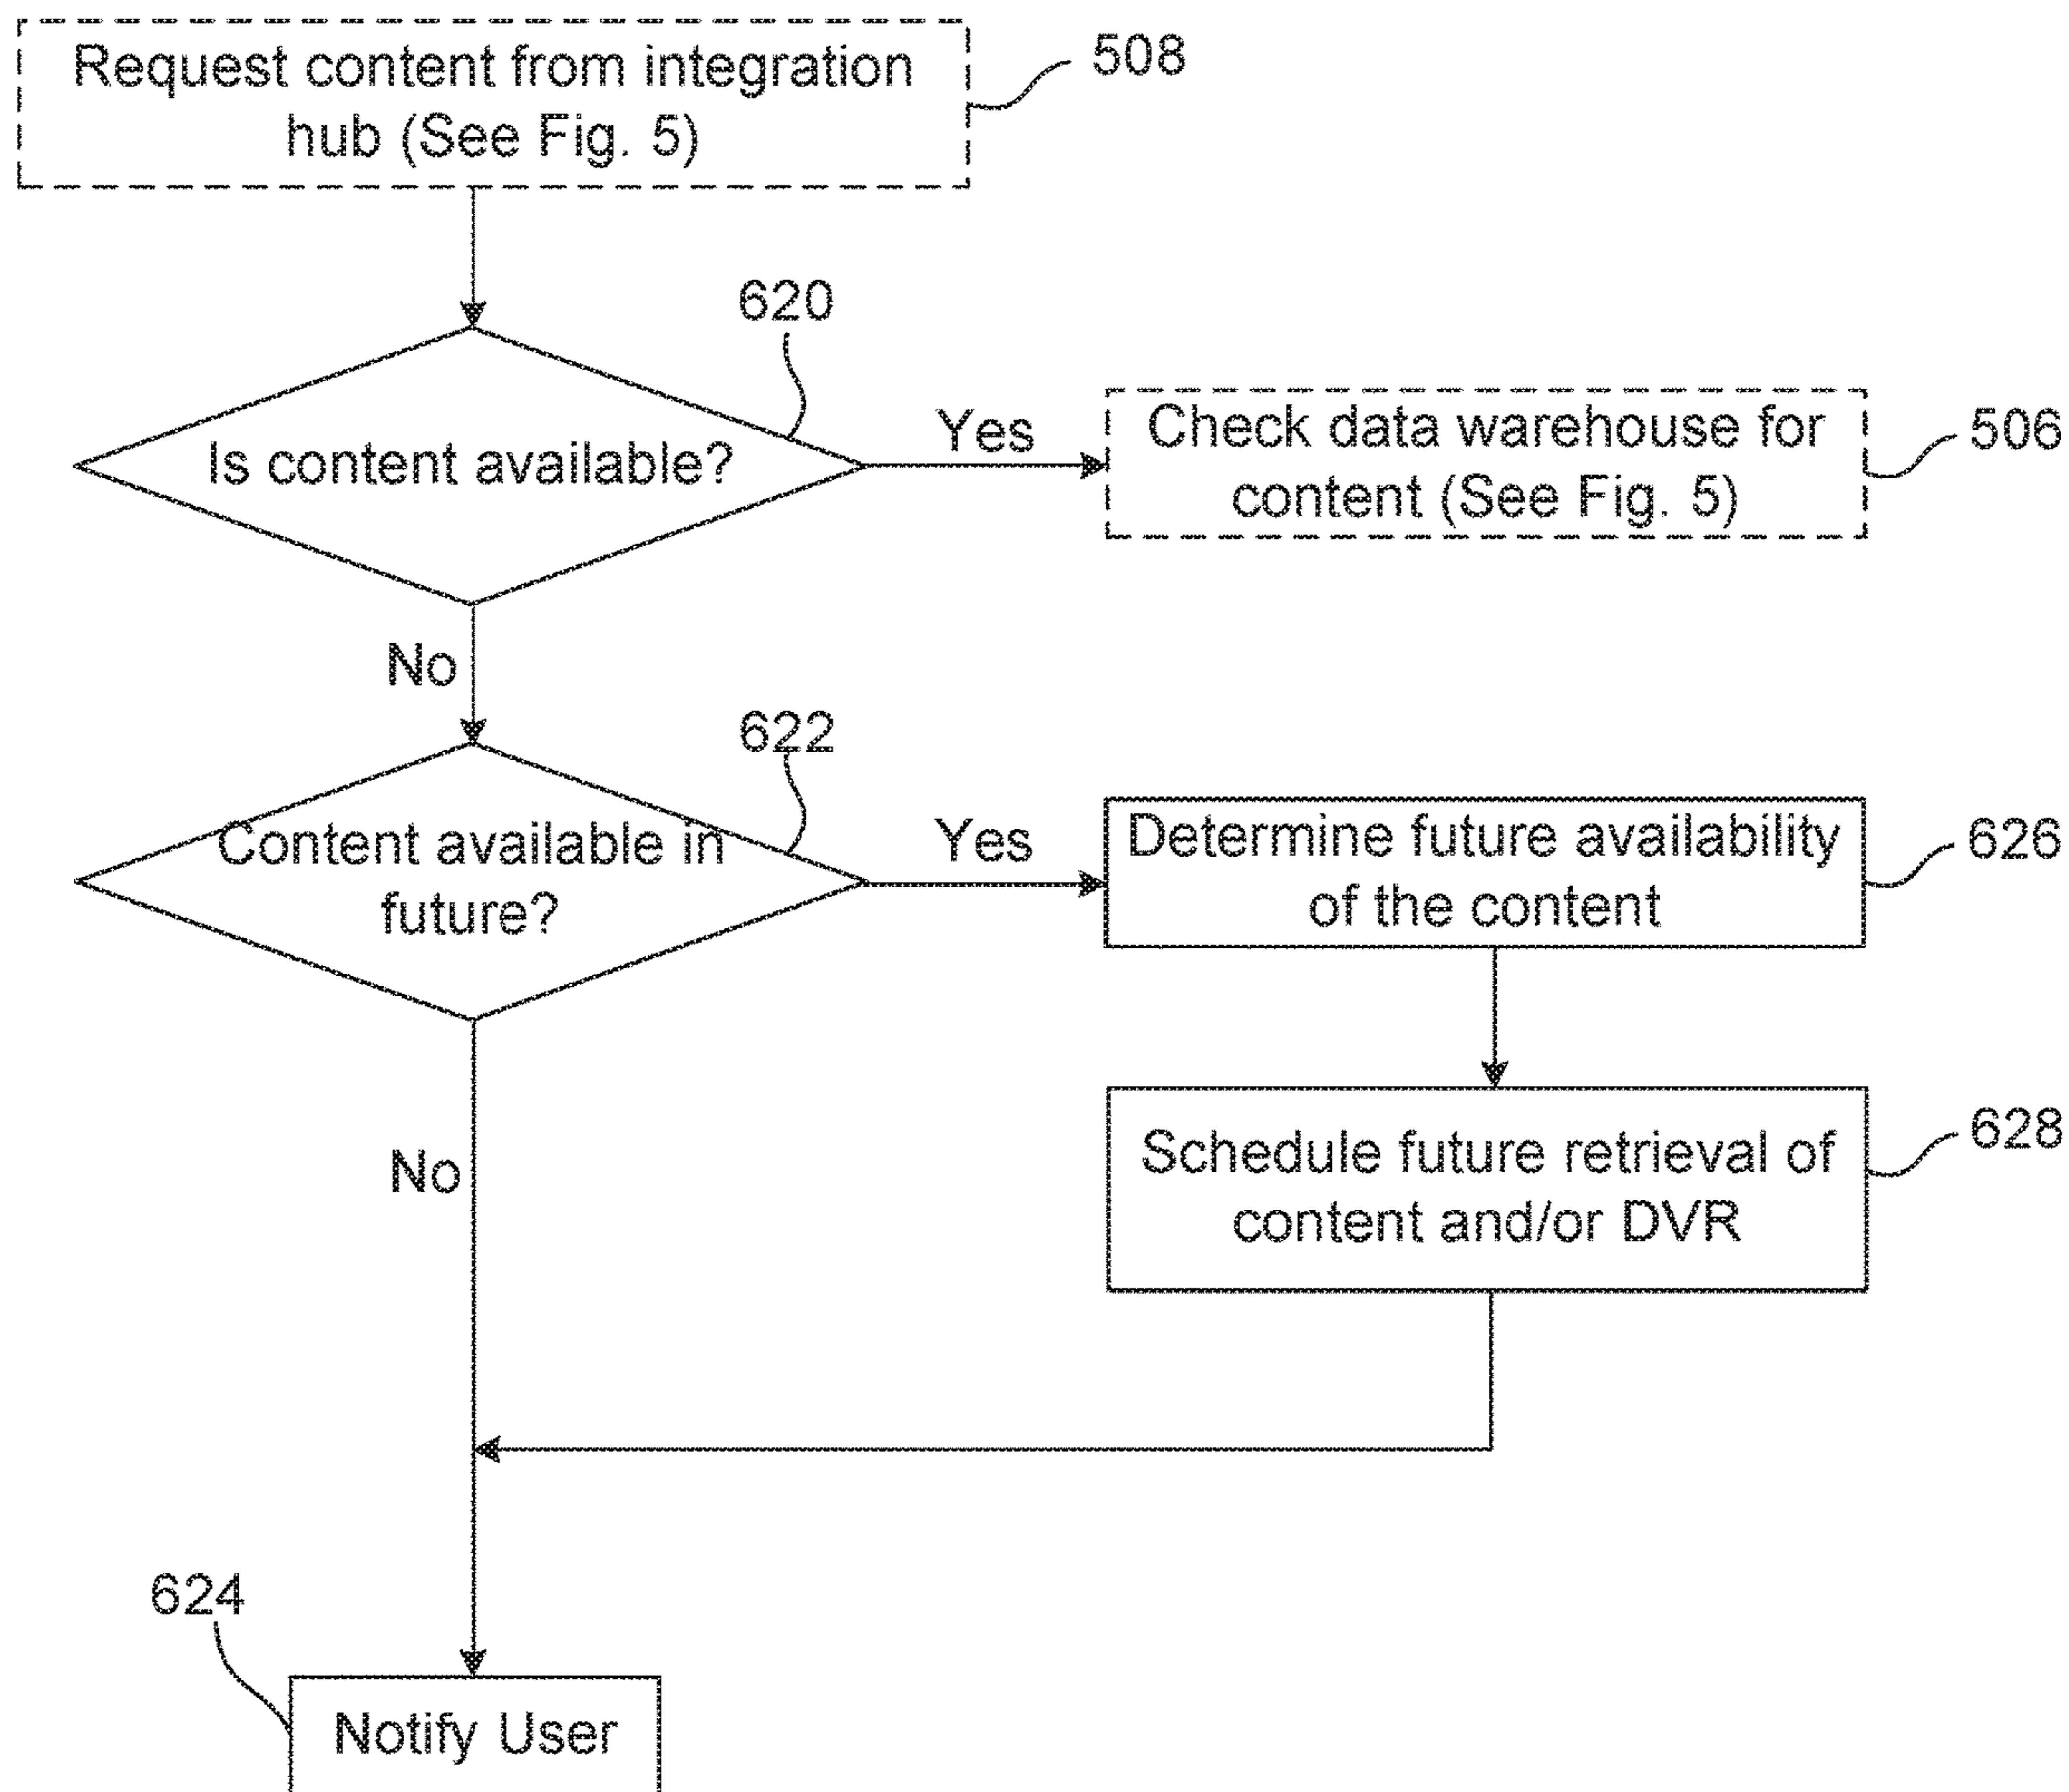 Request content from integration
hub (See Fig. 5)
508
620
Is content available?
Yes
Check data warehouse for
content (See Fig. 5)
506
No
622
Content available in
future?
Yes
Determine future availability
of the content
626
Schedule future retrieval of
content and/or DVR
628
No
624
Notify User